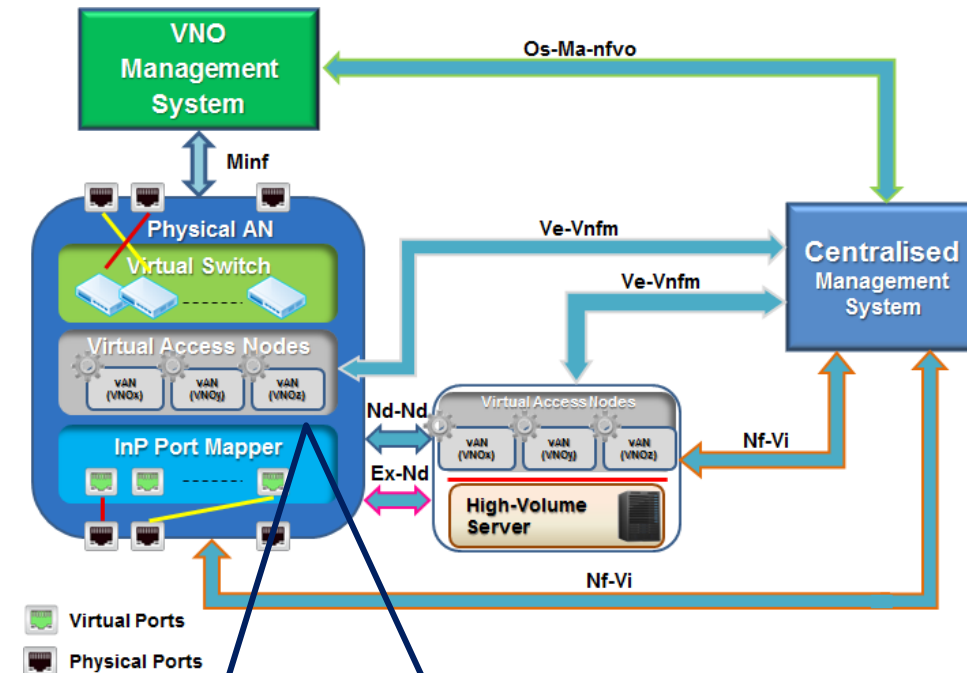 VNO
Management
System
Os-Ma-nfvo
Minf
Physical AN
Virtual Switch
Ve-Vnfm
Ve-Vnfm
Centralised
Management
System
Virtual Access Nodes
vAN
(VNOx)
vAN
(VNOy)
vAN
(VNOz)
Nd-Nd
Virtual Access Nodes
vAN
(VNOx)
vAN
(VNOy)
vAN
(VNOz)
Nf-Vi
InP Port Mapper
Ex-Nd
High-Volume
Server
Nf-Vi
Virtual Ports
Physical Ports